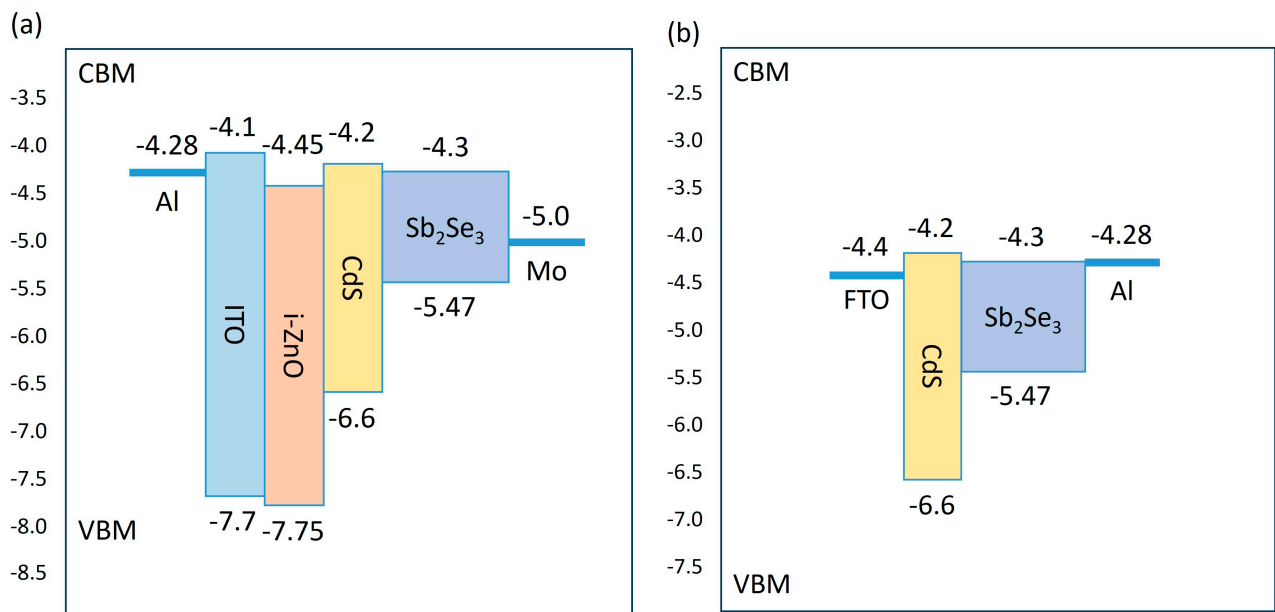 (a)
CBM
-3.5
-4.0
-4.5
-5.0
-5.5
-6.0
-6.5
-7.0
-7.5
-8.0
-8.5
-4.28
Al
-4.1
ITO
-7.7
-4.45
i-ZnO
-7.75
-4.2
CdS
-6.6
-4.3
Sb₂Se₃
-5.47
-5.0
Mo
VBM
(b)
CBM
-2.5
-3.0
-3.5
-4.0
-4.5
-5.0
-5.5
-6.0
-6.5
-7.0
-7.5
-4.4
FTO
-4.2
CdS
-6.6
-4.3
Sb₂Se₃
-5.47
-4.28
Al
VBM